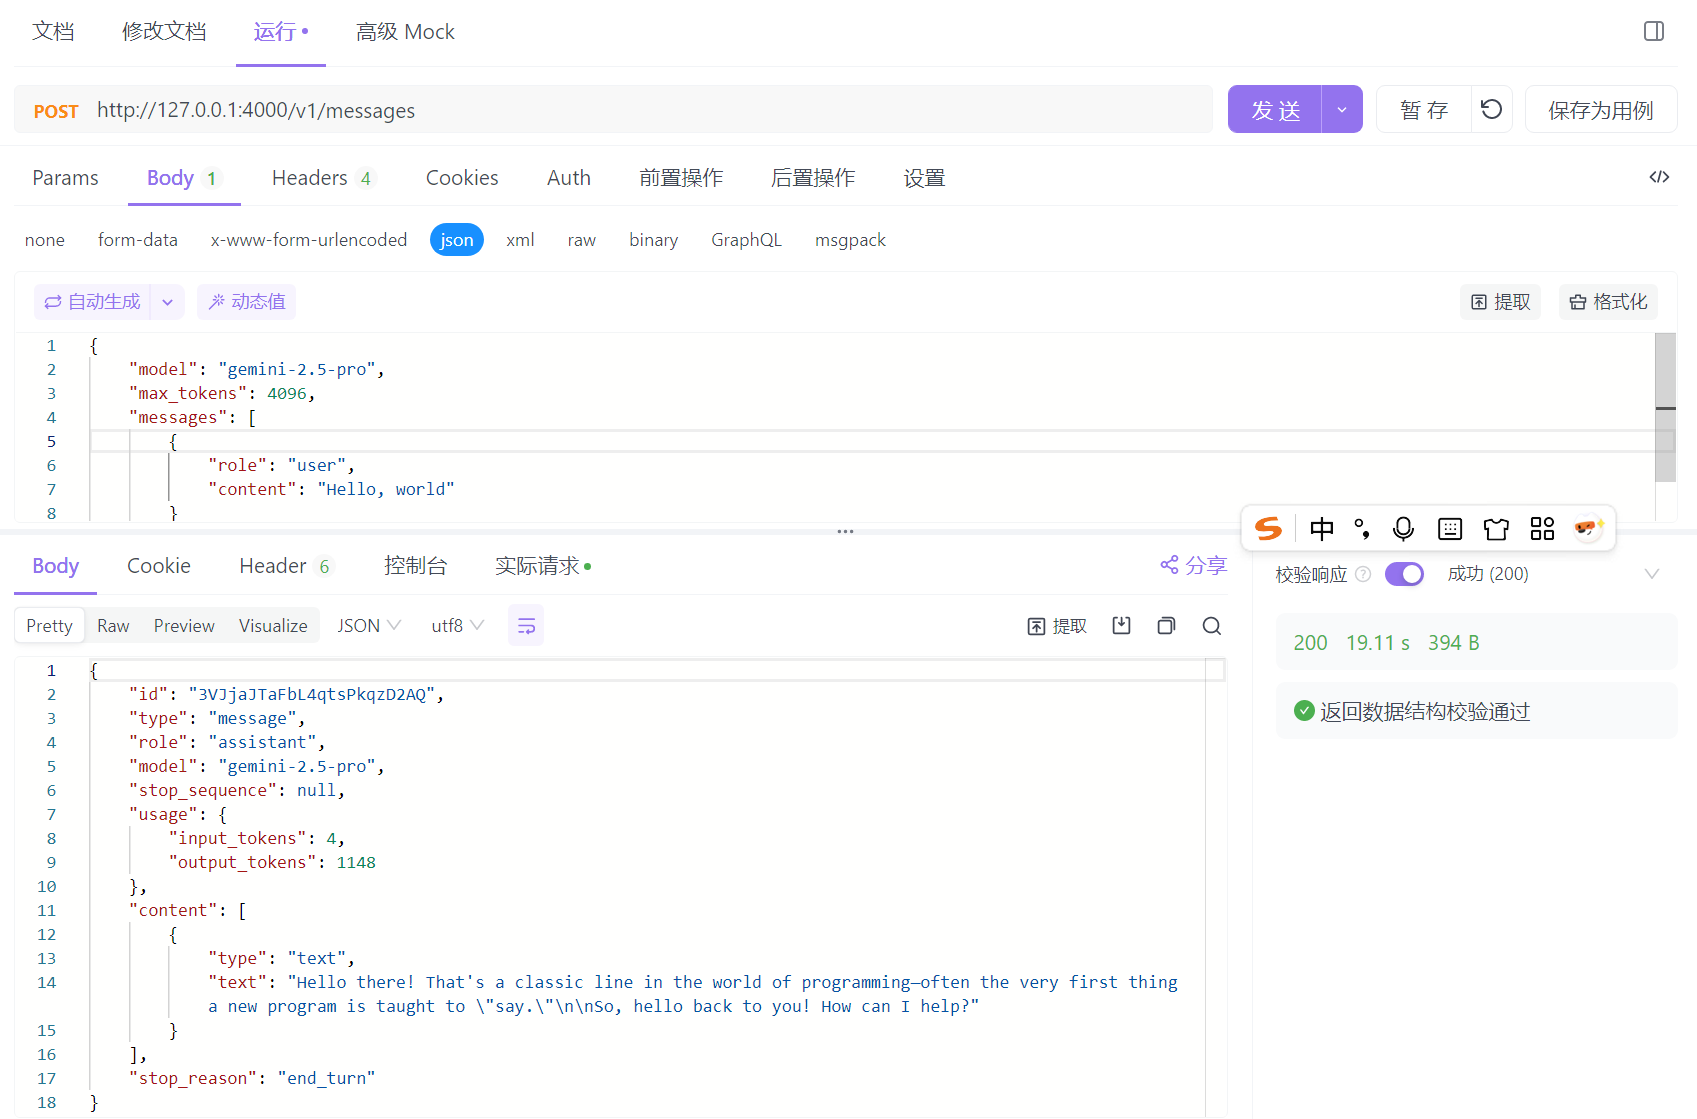 文档 修改文档 运行 高级 Mock
POST http://127.0.0.1:4000/v1/messages 发送 暂存 保存为用例
Params Body 1 Headers 4 Cookies Auth 前置操作 后置操作 设置
none form-data x-www-form-urlencoded json xml raw binary GraphQL msgpack
自动生成 动态值 提取 格式化
1 {
2 "model": "gemini-2.5-pro",
3 "max_tokens": 4096,
4 "messages": [
5 {
6 "role": "user",
7 "content": "Hello, world"
8 }
中
Body Cookie Header 6 控制台 实际请求 分享
校验响应 成功 (200)
Pretty Raw Preview Visualize JSON utf8 提取
200 19.11 s 394 B
返回数据结构校验通过
1 {
2 "id": "3VJjaJTaFbL4qtsPkqzD2AQ",
3 "type": "message",
4 "role": "assistant",
5 "model": "gemini-2.5-pro",
6 "stop_sequence": null,
7 "usage": {
8 "input_tokens": 4,
9 "output_tokens": 1148
10 },
11 "content": [
12 {
13 "type": "text",
14 "text": "Hello there! That's a classic line in the world of programming—often the very first thing
a new program is taught to \"say.\"\n\nSo, hello back to you! How can I help?"
15 }
16 ],
17 "stop_reason": "end_turn"
18 }